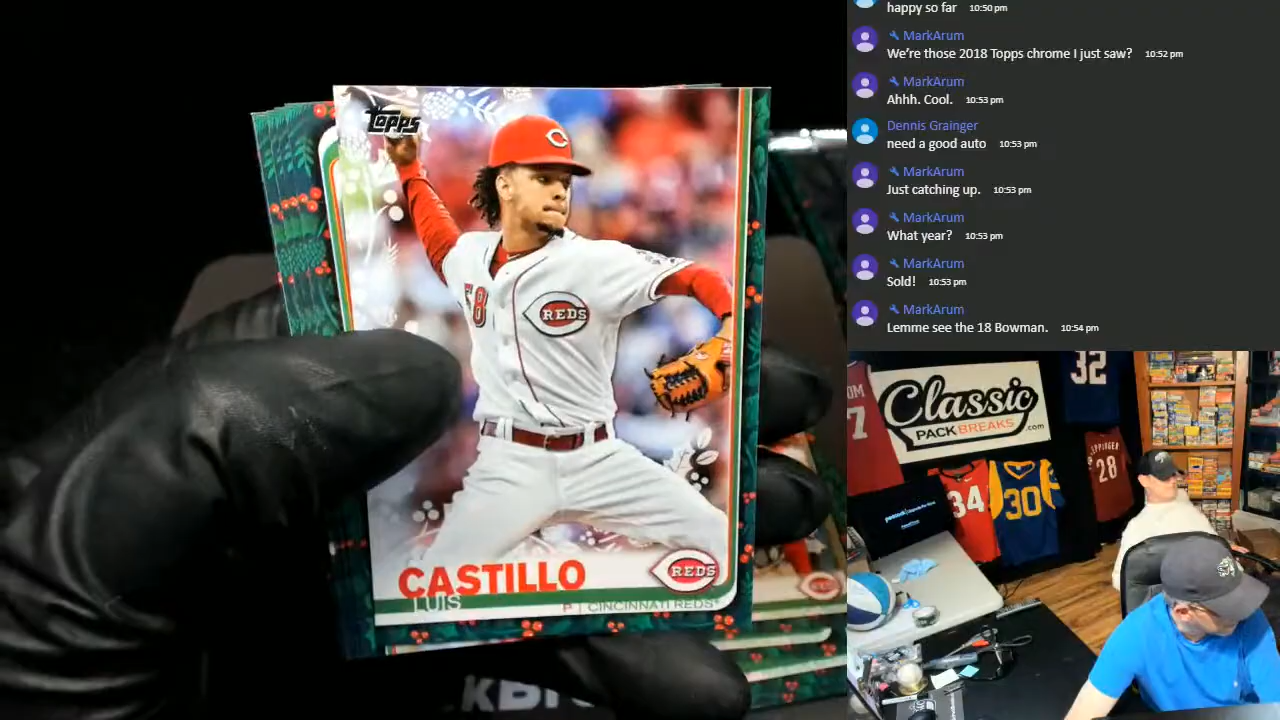 happy so far 10:50 pm
MarkArum
We're those 2018 Topps chrome I just saw? 10:52 pm
MarkArum
Ahhh. Cool. 10:53 pm
Dennis Grainger
need a good auto 10:53 pm
MarkArum
Just catching up. 10:53 pm
MarkArum
What year? 10:53 pm
MarkArum
Sold! 10:53 pm
MarkArum
Lemme see the 18 Bowman. 10:54 pm
Topps
C
58
REDS
CASTILLO
LUIS
P | CINCINNATI REDS
REDS
Classic
PACK BREAKS.com
7
32
34
30
28